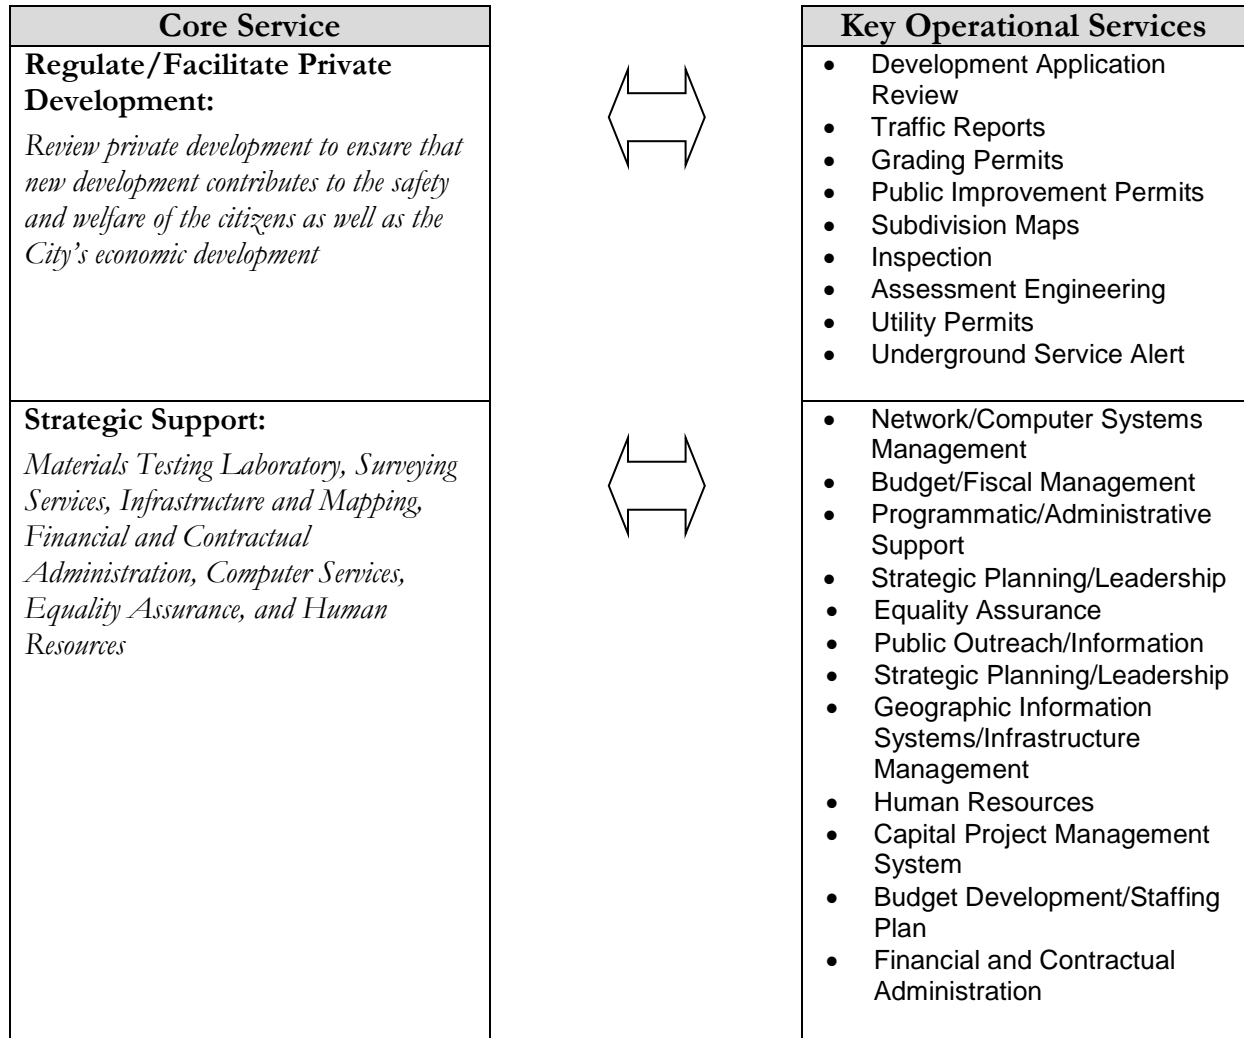 Core Service
Regulate/Facilitate Private
Development:
Review private development to ensure that
new development contributes to the safety
and welfare of the citizens as well as the
City's economic development
Key Operational Services
• Development Application
Review
• Traffic Reports
• Grading Permits
• Public Improvement Permits
• Subdivision Maps
• Inspection
• Assessment Engineering
• Utility Permits
• Underground Service Alert
Strategic Support:
Materials Testing Laboratory, Surveying
Services, Infrastructure and Mapping,
Financial and Contractual
Administration, Computer Services,
Equality Assurance, and Human
Resources
• Network/Computer Systems
Management
• Budget/Fiscal Management
• Programmatic/Administrative
Support
• Strategic Planning/Leadership
• Equality Assurance
• Public Outreach/Information
• Strategic Planning/Leadership
• Geographic Information
Systems/Infrastructure
Management
• Human Resources
• Capital Project Management
System
• Budget Development/Staffing
Plan
• Financial and Contractual
Administration